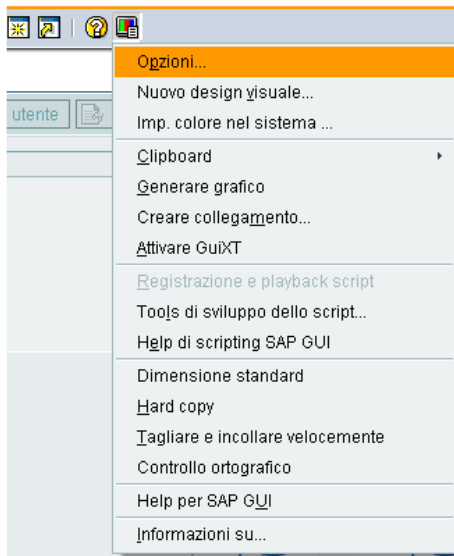 Opzioni...
Nuovo design visuale...
Imp. colore nel sistema ...
utente
Clipboard
Generare grafico
Creare collegamento...
Attivare GuiXT
Registrazione e playback script
Tools di sviluppo dello script...
Help di scripting SAP GUI
Dimensione standard
Hard copy
Tagliare e incollare velocemente
Controllo ortografico
Help per SAP GUI
Informazioni su...